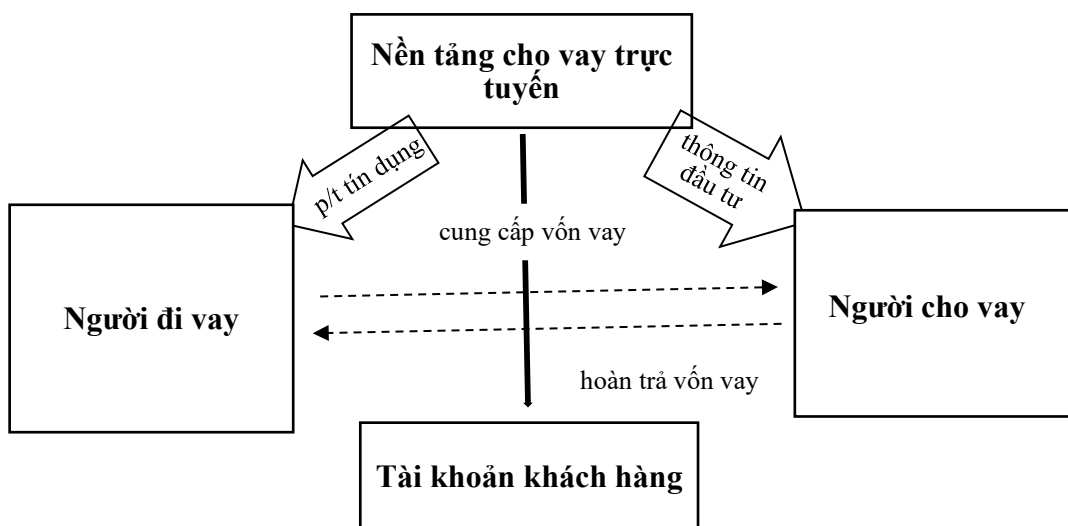 Nền tảng cho vay trực
tuyến
p/t tín dụng
thông tin
đầu tư
cung cấp vốn vay
Người đi vay
Người cho vay
hoàn trả vốn vay
Tài khoản khách hàng